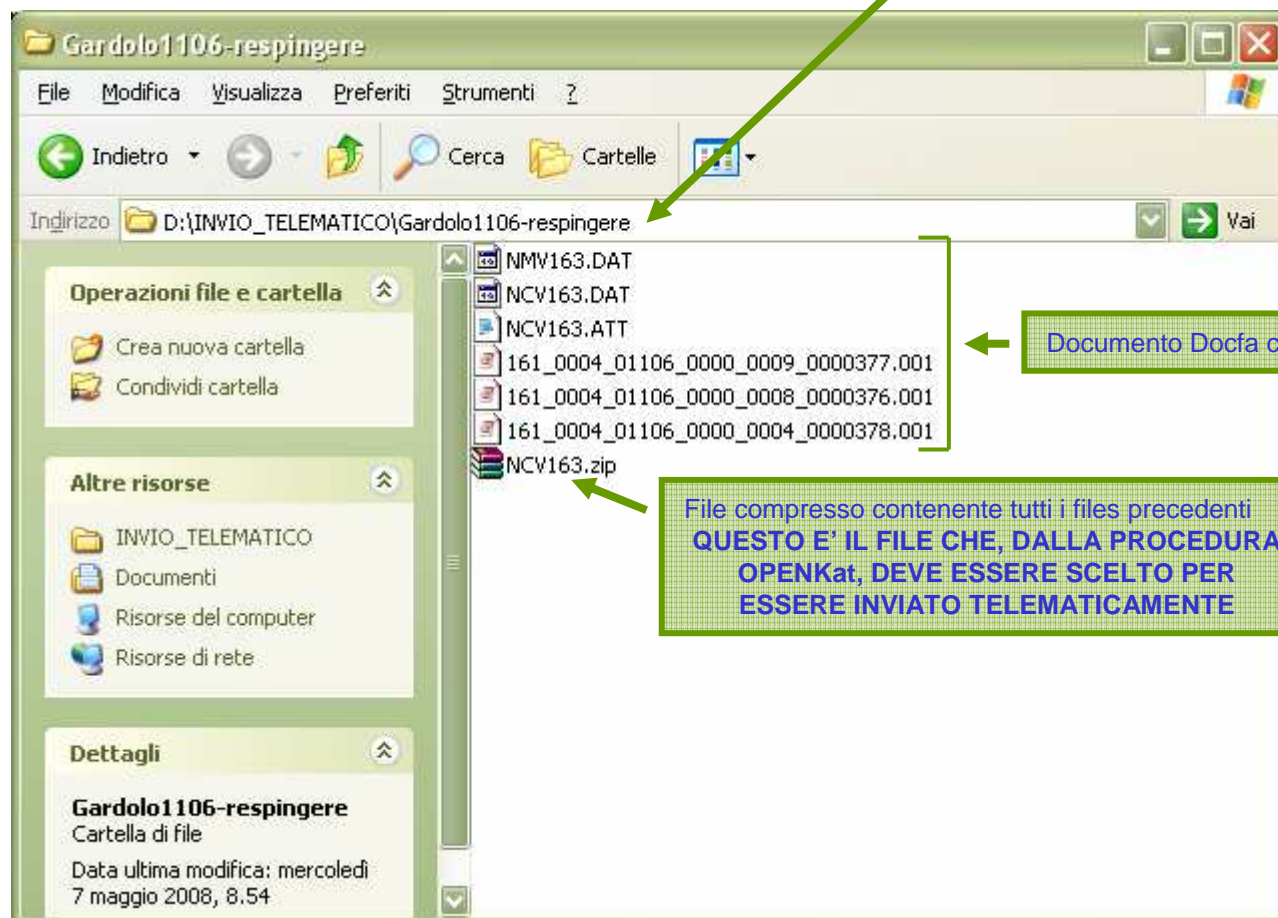 Gardolo1106-respingere
File Modifica Visualizza Preferiti Strumenti ?
Indietro Cerca Cartelle
Indirizzo D:\INVIO_TELEMATICO\Gardolo1106-respingere Vai
Operazioni file e cartella
Crea nuova cartella
Condividi cartella
Altre risorse
INVIO_TELEMATICO
Documenti
Risorse del computer
Risorse di rete
Dettagli
Gardolo1106-respingere
Cartella di file
Data ultima modifica: mercoledì
7 maggio 2008, 8.54
NMV163.DAT
NCV163.DAT
NCV163.ATT
161_0004_01106_0000_0009_0000377.001
161_0004_01106_0000_0008_0000376.001
161_0004_01106_0000_0004_0000378.001
NCV163.zip
Documento Docfa c
File compresso contenente tutti i files precedenti
QUESTO E' IL FILE CHE, DALLA PROCEDURA
OPENKat, DEVE ESSERE SCELTO PER
ESSERE INVIATO TELEMATICAMENTE